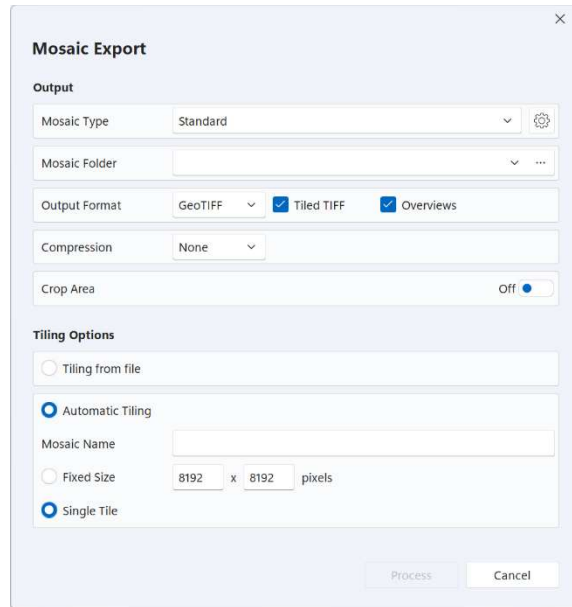 Mosaic Export
Output
Mosaic Type Standard
Mosaic Folder ...
Output Format GeoTIFF Tiled TIFF Overviews
Compression None
Crop Area Off
Tiling Options
Tiling from file
Automatic Tiling
Mosaic Name
Fixed Size 8192 x 8192 pixels
Single Tile
Process Cancel